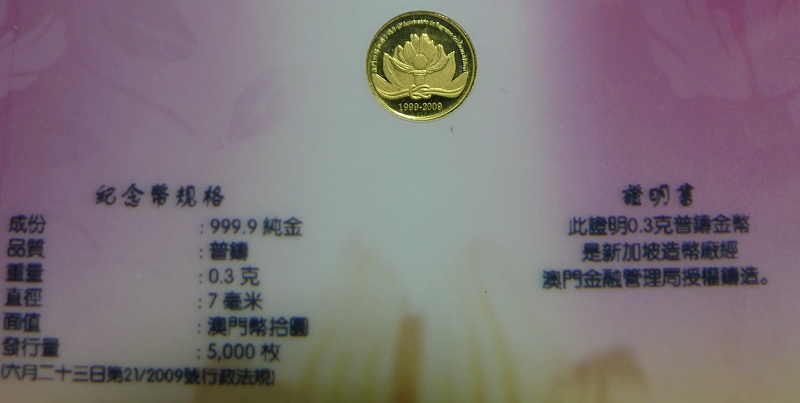 1999-2009
紀念幣規格
成份 : 999.9 純金
品質 : 普鑄
重量 : 0.3 克
直徑 : 7 毫米
面值 : 澳門幣拾圓
發行量 : 5,000 枚
(六月二十三日第21/2009號行政法規)
證明書
此證明0.3克普鑄金幣
是新加坡造幣廠經
澳門金融管理局授權鑄造。